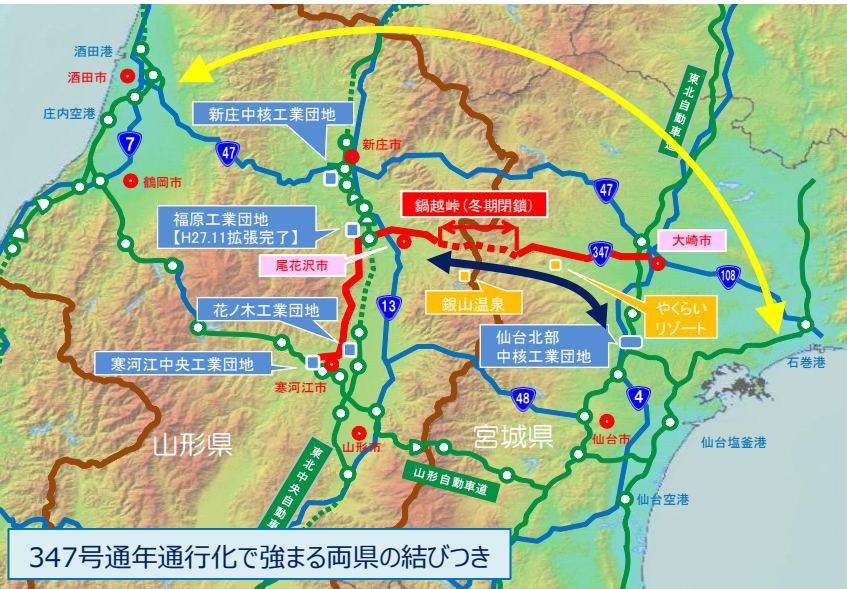 酒田港
酒田市
庄内空港
7
鶴岡市
47
新庄中核工業団地
新庄市
福原工業団地
【H27.11拡張完了】
尾花沢市
鍋越峠(冬期閉鎖)
東北自動車道
47
347
大崎市
108
13
銀山温泉
やくらい
リゾート
花ノ木工業団地
寒河江中央工業団地
寒河江市
仙台北部
中核工業団地
石巻港
48
4
山形県
山形市
宮城県
仙台市
仙台塩釜港
山形自動車道
東北中央自動車
仙台空港
347号通年通行化で強まる両県の結びつき